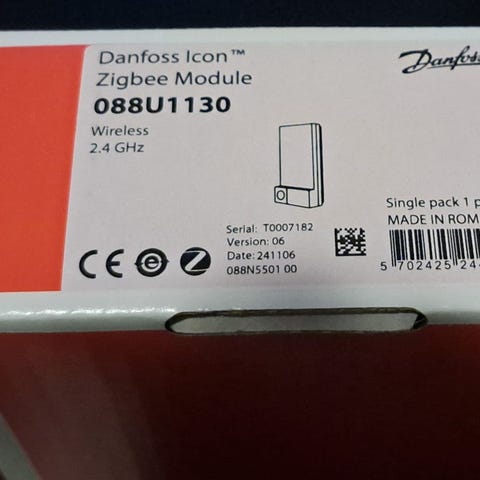 Danfoss Icon™
Zigbee Module
088U1130
Wireless
2.4 GHz
Danfoss
Serial: T0007182
Version: 06
Date: 241106
088N5501 00
Single pack 1 p
MADE IN ROM
5 702425 244